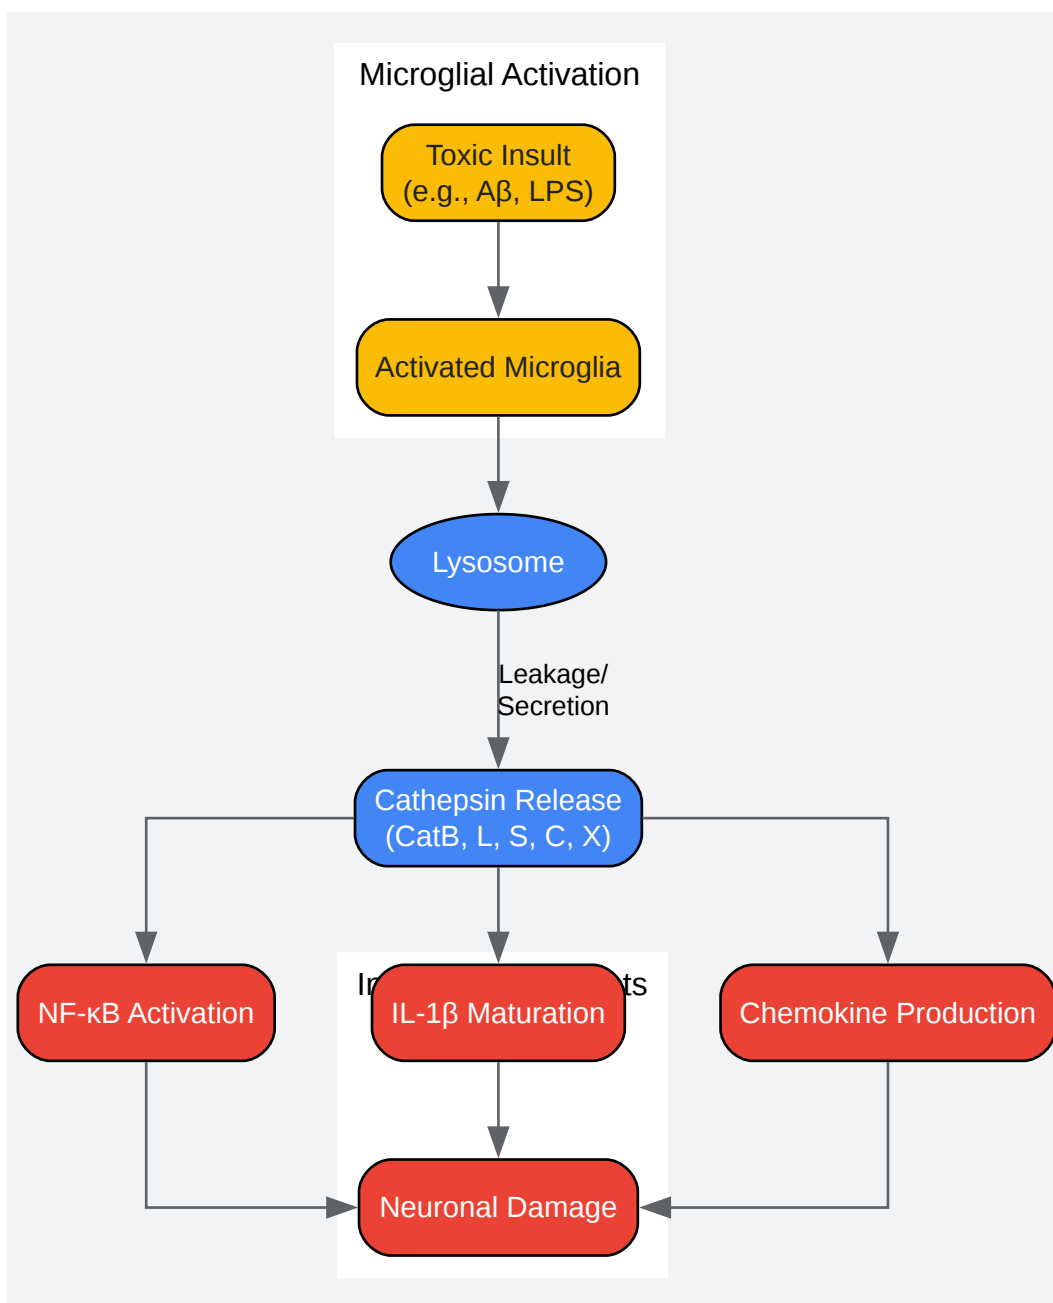 Microglial Activation
Toxic Insult
(e.g., Aβ, LPS)
Activated Microglia
Lysosome
Leakage/
Secretion
Cathepsin Release
(CatB, L, S, C, X)
NF-κB Activation
IL-1β Maturation
Chemokine Production
Neuronal Damage